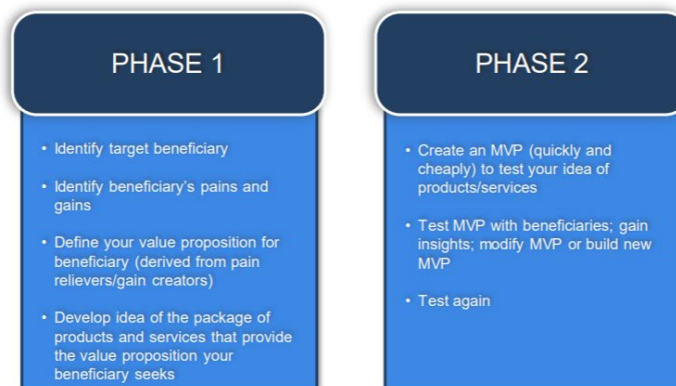 PHASE 1
• Identify target beneficiary
• Identify beneficiary's pains and
gains
• Define your value proposition for
beneficiary (derived from pain
relievers/gain creators)
• Develop idea of the package of
products and services that provide
the value proposition your
beneficiary seeks
PHASE 2
• Create an MVP (quickly and
cheaply) to test your idea of
products/services
• Test MVP with beneficiaries; gain
insights; modify MVP or build new
MVP
• Test again